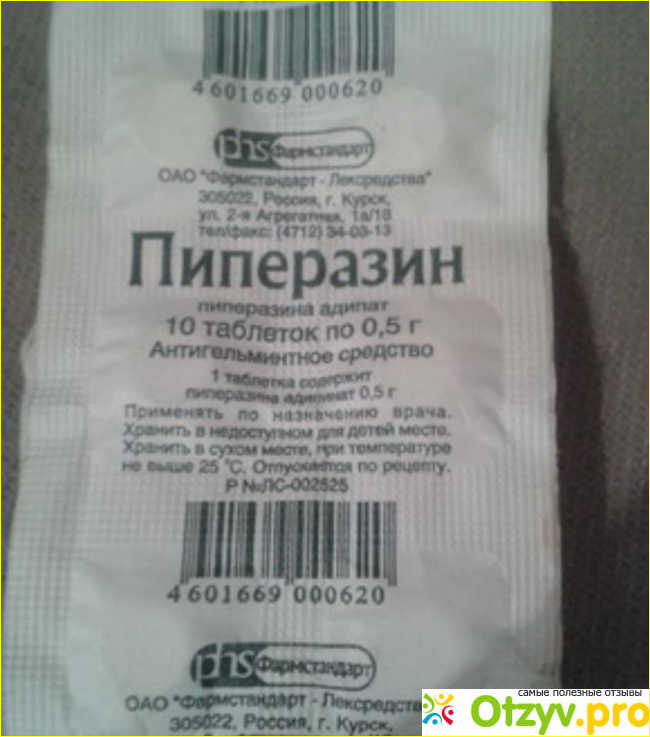 4 601669 000620
phs Фармстандарт
ОАО "Фармстандарт - Лексредства"
305022, Россия, г. Курск,
ул. 2-я Агрегатная, 1а/18
тел/факс: (4712) 34-03-13
Пиперазин
пиперазина адипат
10 таблеток по 0,5 г
Антигельминтное средство
1 таблетка содержит
пиперазина адипинат 0,5 г
Применять по назначению врача.
Хранить в недоступном для детей месте.
Хранить в сухом месте, при температуре
не выше 25 °С. Отпускается по рецепту.
Р №ЛС-002525
4 601669 000620
phs Фармстандарт
ОАО "Фармстандарт - Лексредства
305022, Россия, г. Курск,
самые полезные отзывы
Otzyv.pro